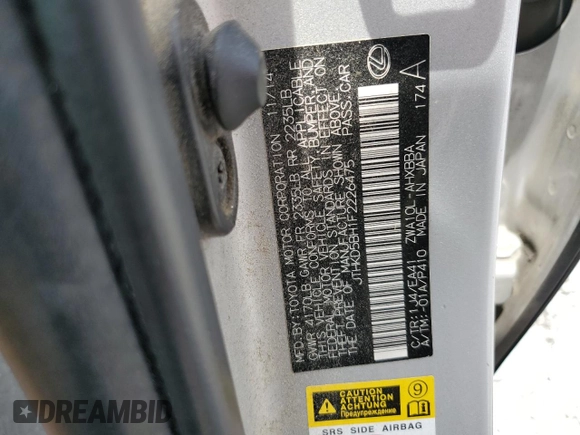 MFD.BY:TOYOTA MOTOR CORPORATION 11/14
GAWR FR 2335LB RR 2235LB
THIS VEHICLE CONFORMS TO ALL APPLICABLE
FEDERAL MOTOR VEHICLE SAFETY, BUMPER, AND
THEFT PREVENTION STANDARDS IN EFFECT ON
THE DATE OF MANUFACTURE SHOWN ABOVE.
PASS.CAR
C/TR:1J4/EA41 ZWA10L-AHXBBA
A/TM:-01A/P410 MADE IN JAPAN 174 A
CAUTION
ATTENTION
ACHTUNG
Предупреждение
9
SRS SIDE AIRBAG
DREAMBID